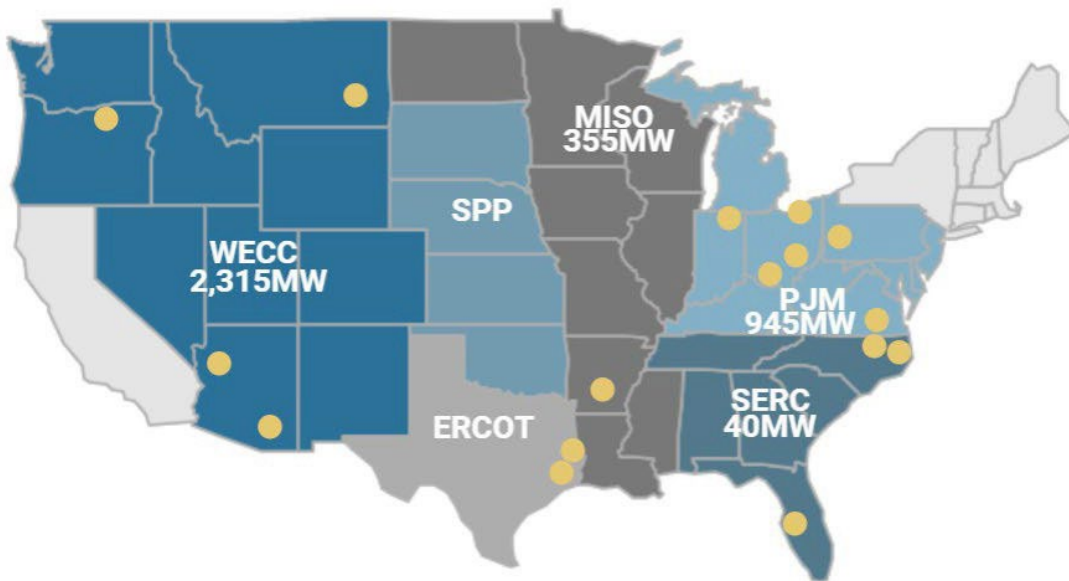 MISO
355MW
SPP
WECC
2,315MW
PJM
945MW
SERC
40MW
ERCOT